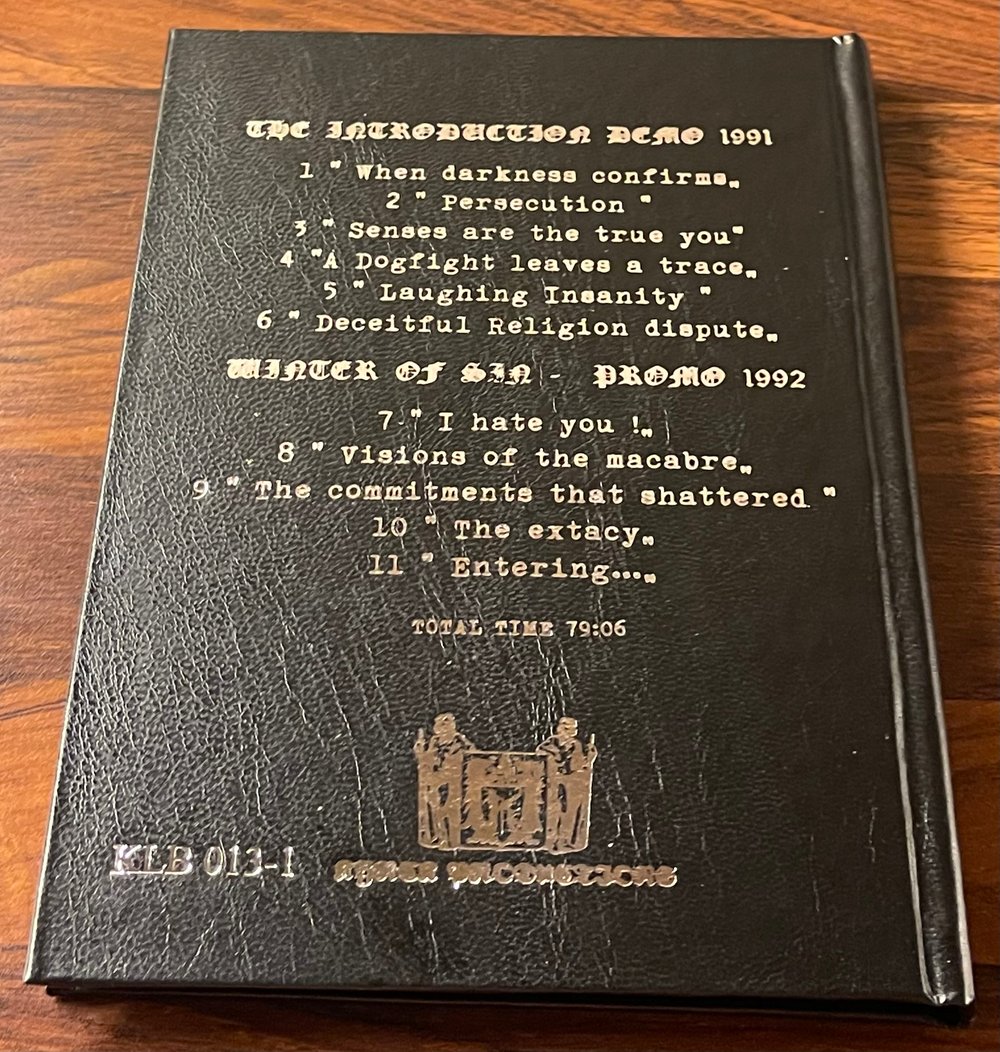 THE INTRODUCTION DEMO 1991
1 " When darkness confirms„
2 " Persecution "
3 " Senses are the true you"
4 "A Dogfight leaves a trace„
5 " Laughing Insanity "
6 " Deceitful Religion dispute„
WINTER OF SIN - PROMO 1992
7 " I hate you !„
8 " Visions of the macabre„
9 " The commitments that shattered "
10 " The extacy„
11 " Entering...„
TOTAL TIME 79:06
KLB 013-1
PRODUCTIONS